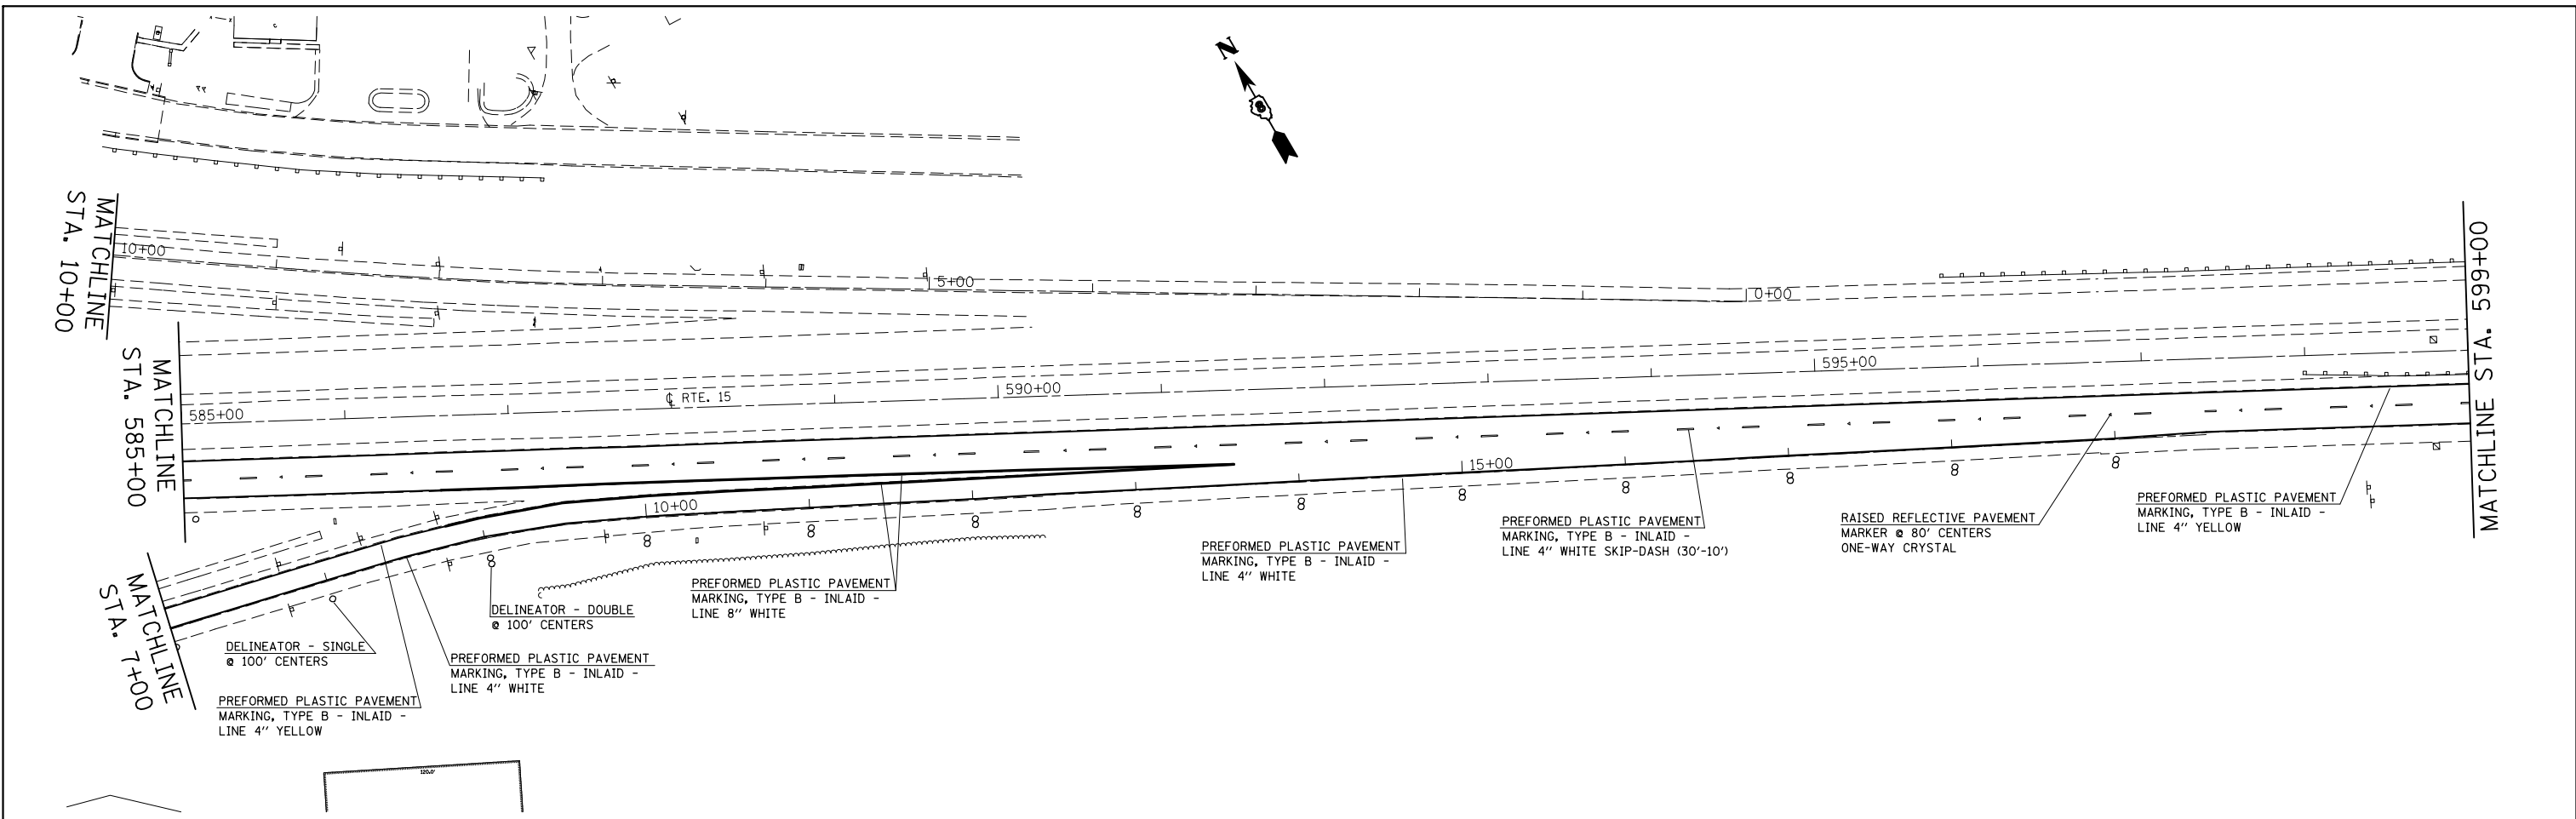 N
8
MATCHLINE
STA. 10+00
10+00
5+00
0+00
MATCHLINE STA. 599+00
MATCHLINE
STA. 585+00
585+00
℄ RTE. 15
590+00
595+00
10+00
15+00
MATCHLINE
STA. 7+00
DELINEATOR - SINGLE
@ 100' CENTERS
PREFORMED PLASTIC PAVEMENT
MARKING, TYPE B - INLAID -
LINE 4" YELLOW
PREFORMED PLASTIC PAVEMENT
MARKING, TYPE B - INLAID -
LINE 4" WHITE
DELINEATOR - DOUBLE
@ 100' CENTERS
PREFORMED PLASTIC PAVEMENT
MARKING, TYPE B - INLAID -
LINE 8" WHITE
PREFORMED PLASTIC PAVEMENT
MARKING, TYPE B - INLAID -
LINE 4" WHITE
PREFORMED PLASTIC PAVEMENT
MARKING, TYPE B - INLAID -
LINE 4" WHITE SKIP-DASH (30'-10')
RAISED REFLECTIVE PAVEMENT
MARKER @ 80' CENTERS
ONE-WAY CRYSTAL
PREFORMED PLASTIC PAVEMENT
MARKING, TYPE B - INLAID -
LINE 4" YELLOW
120.0'